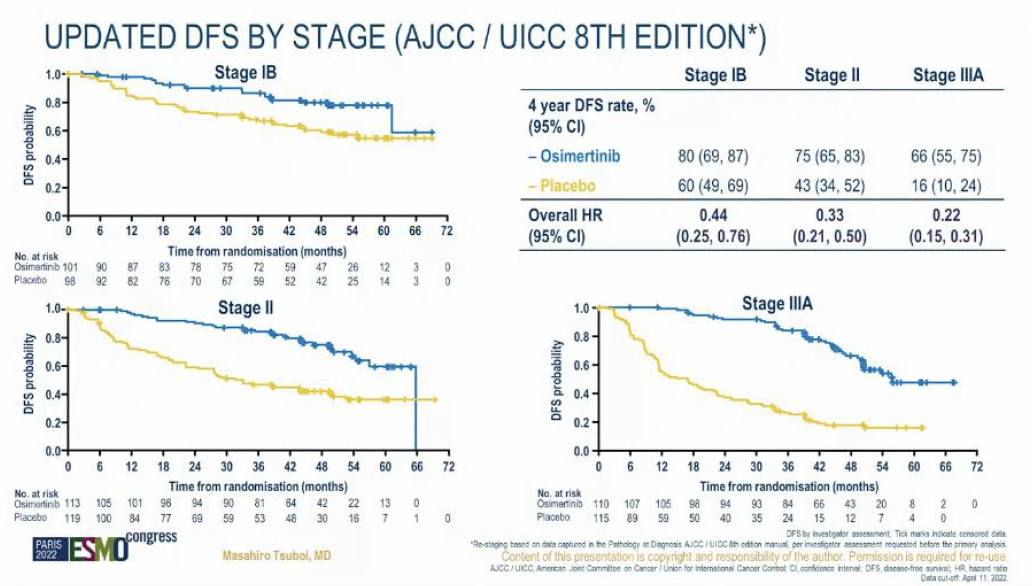 UPDATED DFS BY STAGE (AJCC / UICC 8TH EDITION*)
Stage IB
DFS probability
1.0
0.8
0.6
0.4
0.2
0.0
0 6 12 18 24 30 36 42 48 54 60 66 72
Time from randomisation (months)
No. at risk
Osimertinib 101 90 87 83 78 75 72 59 47 26 12 3 0
Placebo 98 92 82 76 70 67 59 52 42 25 14 3 0
Stage IB Stage II Stage IIIA
4 year DFS rate, %
(95% CI)
– Osimertinib 80 (69, 87) 75 (65, 83) 66 (55, 75)
– Placebo 60 (49, 69) 43 (34, 52) 16 (10, 24)
Overall HR 0.44 0.33 0.22
(95% CI) (0.25, 0.76) (0.21, 0.50) (0.15, 0.31)
Stage II
DFS probability
1.0
0.8
0.6
0.4
0.2
0.0
0 6 12 18 24 30 36 42 48 54 60 66 72
Time from randomisation (months)
No. at risk
Osimertinib 113 105 101 96 94 90 81 64 42 22 13 0
Placebo 119 100 84 77 69 59 53 48 30 16 7 1 0
Stage IIIA
DFS probability
1.0
0.8
0.6
0.4
0.2
0.0
0 6 12 18 24 30 36 42 48 54 60 66 72
Time from randomisation (months)
No. at risk
Osimertinib 110 107 105 98 94 93 84 66 43 20 8 2 0
Placebo 115 89 59 50 40 35 24 15 12 7 4 0
DFS by investigator assessment, Tick marks indicate censored data.
*Re-staging based on data captured in the Pathology at Diagnosis AJCC / UICC 8th edition manual, per investigator assessment requested before the primary analysis.
PARIS
2022
ESMO congress
Masahiro Tsuboi, MD
Content of this presentation is copyright and responsibility of the author. Permission is required for re-use.
AJCC / UICC, American Joint Committee on Cancer / Union for International Cancer Control; CI, confidence interval; DFS, disease-free survival; HR, hazard ratio
Data cut-off: April 11, 2022.